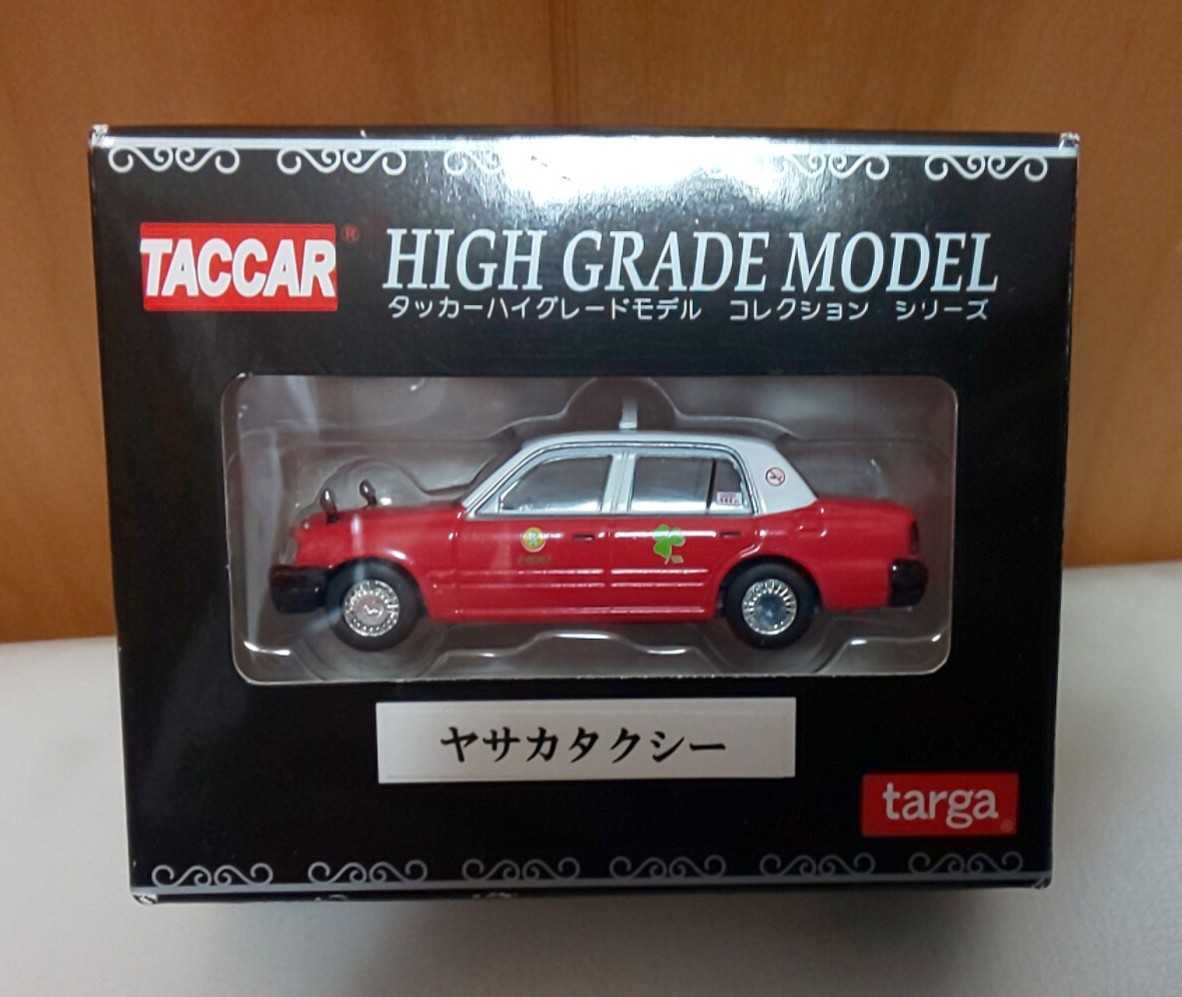 TACCAR®
HIGH GRADE MODEL
タッカーハイグレードモデル コレクション シリーズ
ヤサカタクシー
targa®